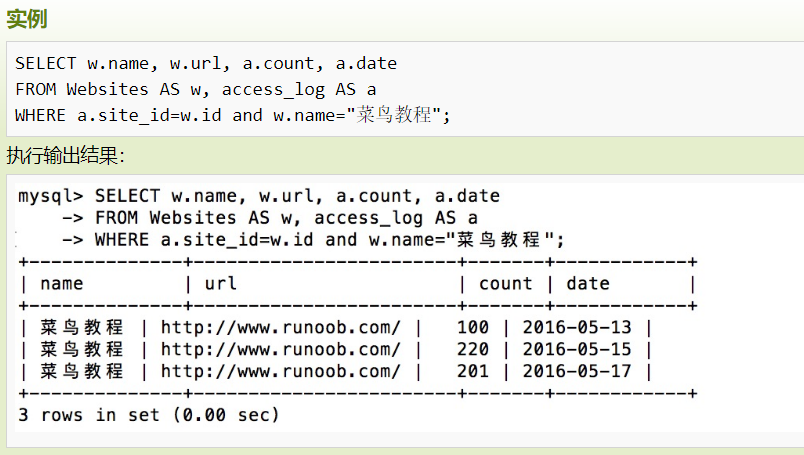 实例
SELECT w.name, w.url, a.count, a.date
FROM Websites AS w, access_log AS a
WHERE a.site_id=w.id and w.name="菜鸟教程";
执行输出结果：
mysql> SELECT w.name, w.url, a.count, a.date
    -> FROM Websites AS w, access_log AS a
    -> WHERE a.site_id=w.id and w.name="菜鸟教程";
+--------------+-------------------------+-------+------------+
| name         | url                     | count | date       |
+--------------+-------------------------+-------+------------+
| 菜鸟教程 | http://www.runoob.com/ |   100 | 2016-05-13 |
| 菜鸟教程 | http://www.runoob.com/ |   220 | 2016-05-15 |
| 菜鸟教程 | http://www.runoob.com/ |   201 | 2016-05-17 |
+--------------+-------------------------+-------+------------+
3 rows in set (0.00 sec)